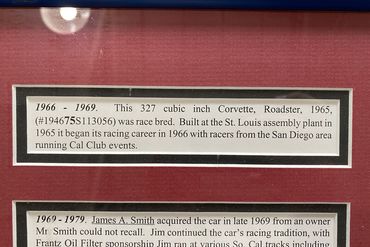 1966 - 1969. This 327 cubic inch Corvette, Roadster, 1965,
(#194675S113056) was race bred. Built at the St. Louis assembly plant in
1965 it began its racing career in 1966 with racers from the San Diego area
running Cal Club events.
1969 - 1979. James A. Smith acquired the car in late 1969 from an owner
Mr. Smith could not recall. Jim continued the car's racing tradition, with
Frantz Oil Filter sponsorship Jim ran at various So. Cal tracks including